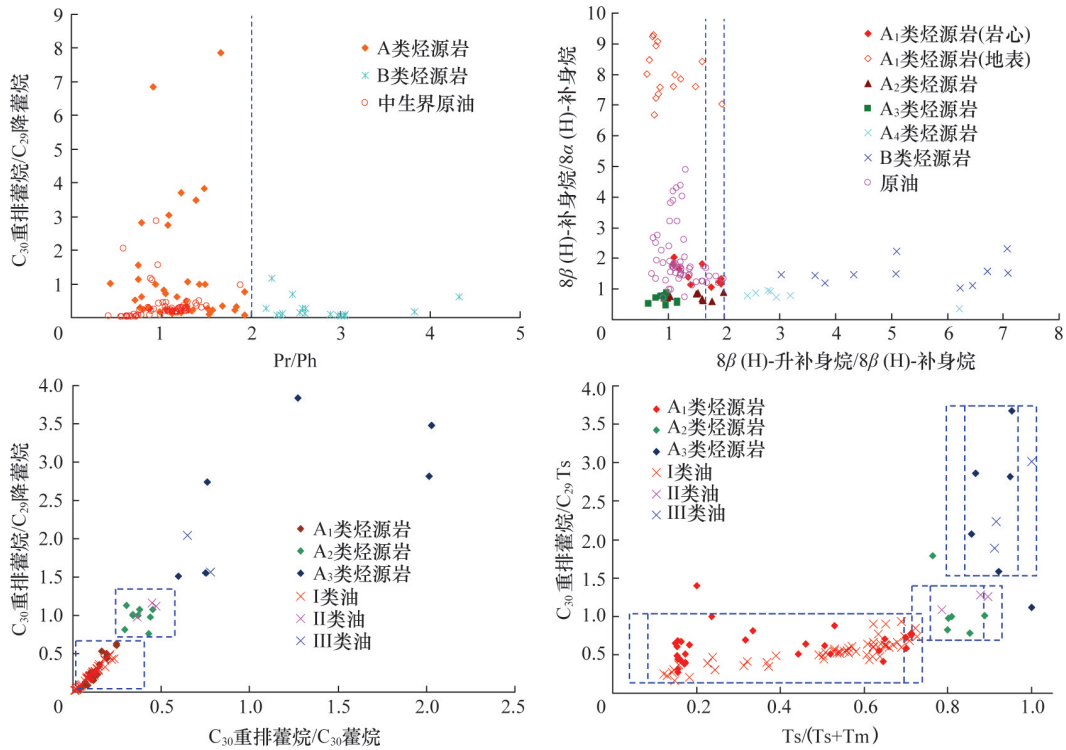 9
8
7
6
5
4
3
2
1
0
0
1
2
3
4
5
C₃₀重排藿烷/C₂₉降藿烷
Pr/Ph
A类烃源岩
B类烃源岩
中生界原油
10
9
8
7
6
5
4
3
2
1
0
0
1
2
3
4
5
6
7
8
8β (H)-补身烷/8α (H)-补身烷
8β (H)-升补身烷/8β (H)-补身烷
A₁类烃源岩(岩心)
A₁类烃源岩(地表)
A₂类烃源岩
A₃类烃源岩
A₄类烃源岩
B类烃源岩
原油
4.0
3.5
3.0
2.5
2.0
1.5
1.0
0.5
0
0
0.5
1.0
1.5
2.0
2.5
C₃₀重排藿烷/C₂₉降藿烷
C₃₀重排藿烷/C₃₀藿烷
A₁类烃源岩
A₂类烃源岩
A₃类烃源岩
I类油
II类油
III类油
4.0
3.5
3.0
2.5
2.0
1.5
1.0
0.5
0
0
0.2
0.4
0.6
0.8
1.0
C₃₀重排藿烷/C₂₉Ts
Ts/(Ts+Tm)
A₁类烃源岩
A₂类烃源岩
A₃类烃源岩
I类油
II类油
III类油